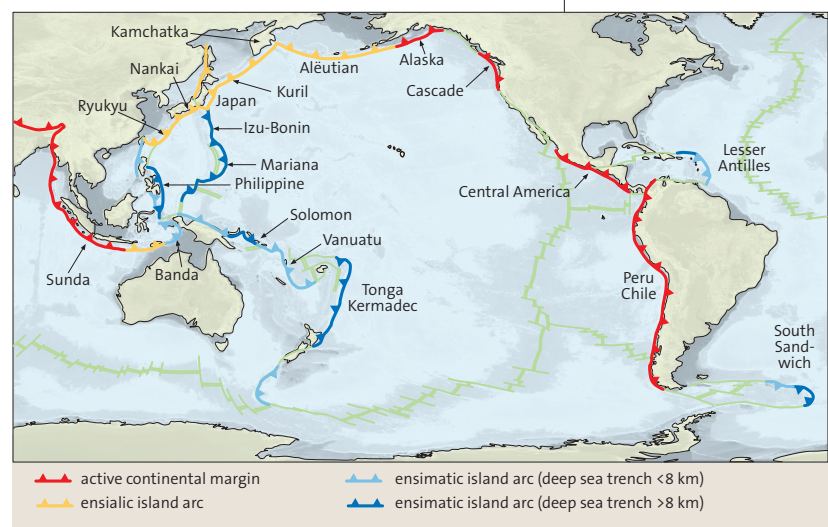 Kamchatka
Nankai
Ryukyu
Japan
Kuril
Alëutian
Alaska
Cascade
Izu-Bonin
Mariana
Philippine
Solomon
Vanuatu
Central America
Lesser
Antilles
Sunda
Banda
Tonga
Kermadec
Peru
Chile
South
Sand-
wich
active continental margin
ensialic island arc
ensimatic island arc (deep sea trench <8 km)
ensimatic island arc (deep sea trench >8 km)